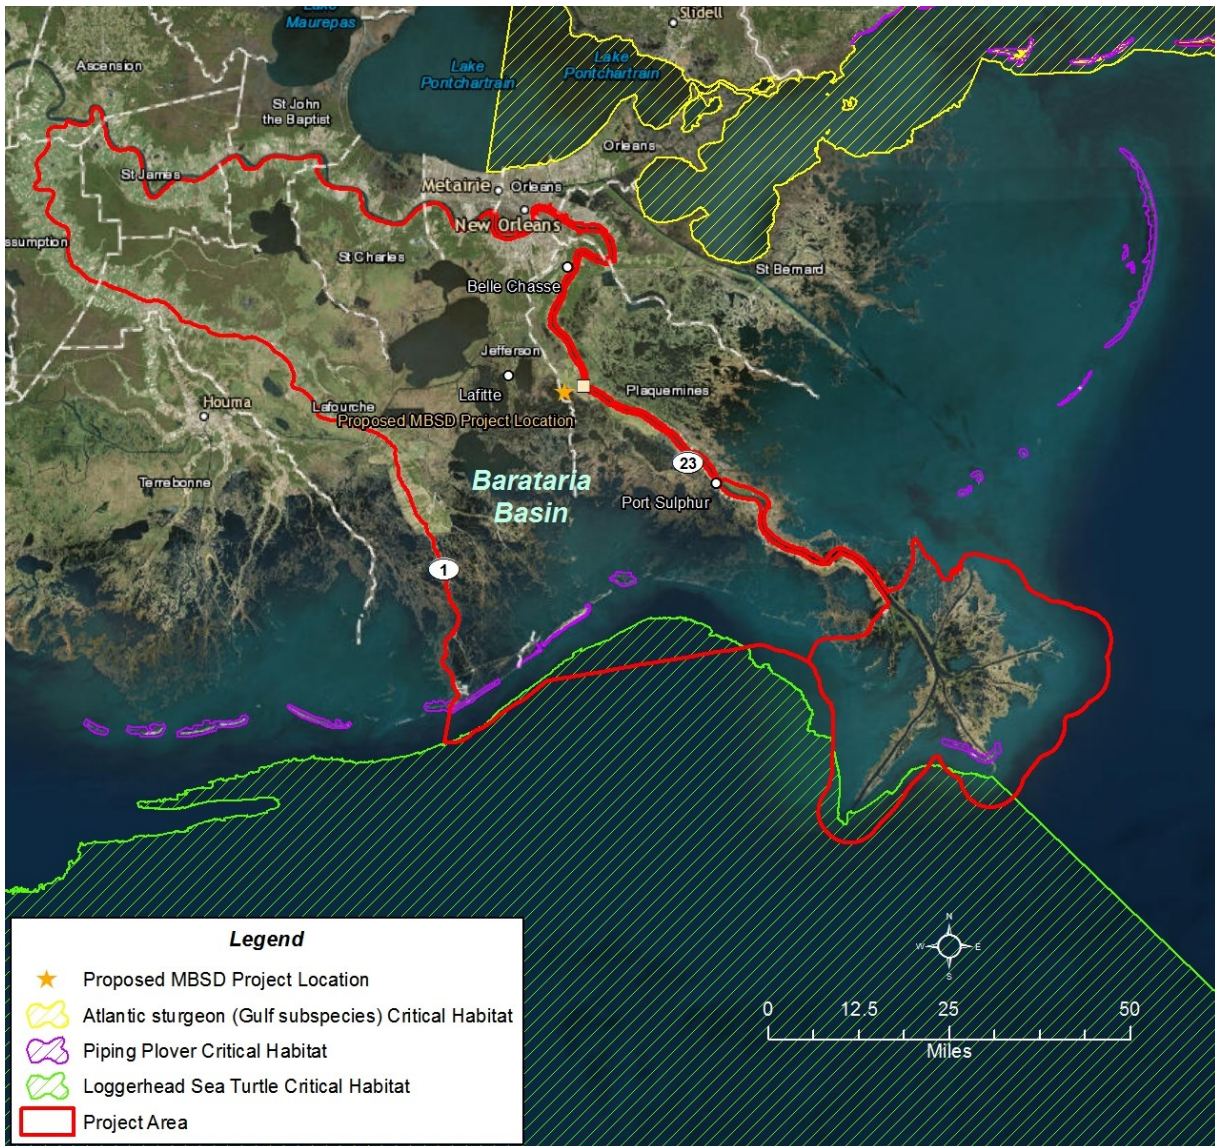 Lake
Maurepas
Slidell
Ascension
Lake
Pontchartrain
Lake
Pontchartrain
St John
the Baptist
Orleans
St James
Metairie
Orleans
New Orleans
ssumption
St Charles
St Bernard
Belle Chasse
Jefferson
Lafitte
Plaquemines
Houma
Lafourche
Proposed MBSD Project Location
23
Terrebonne
Barataria
Basin
Port Sulphur
1
N
W
E
S
0
12.5
25
50
Miles
Legend
Proposed MBSD Project Location
Atlantic sturgeon (Gulf subspecies) Critical Habitat
Piping Plover Critical Habitat
Loggerhead Sea Turtle Critical Habitat
Project Area